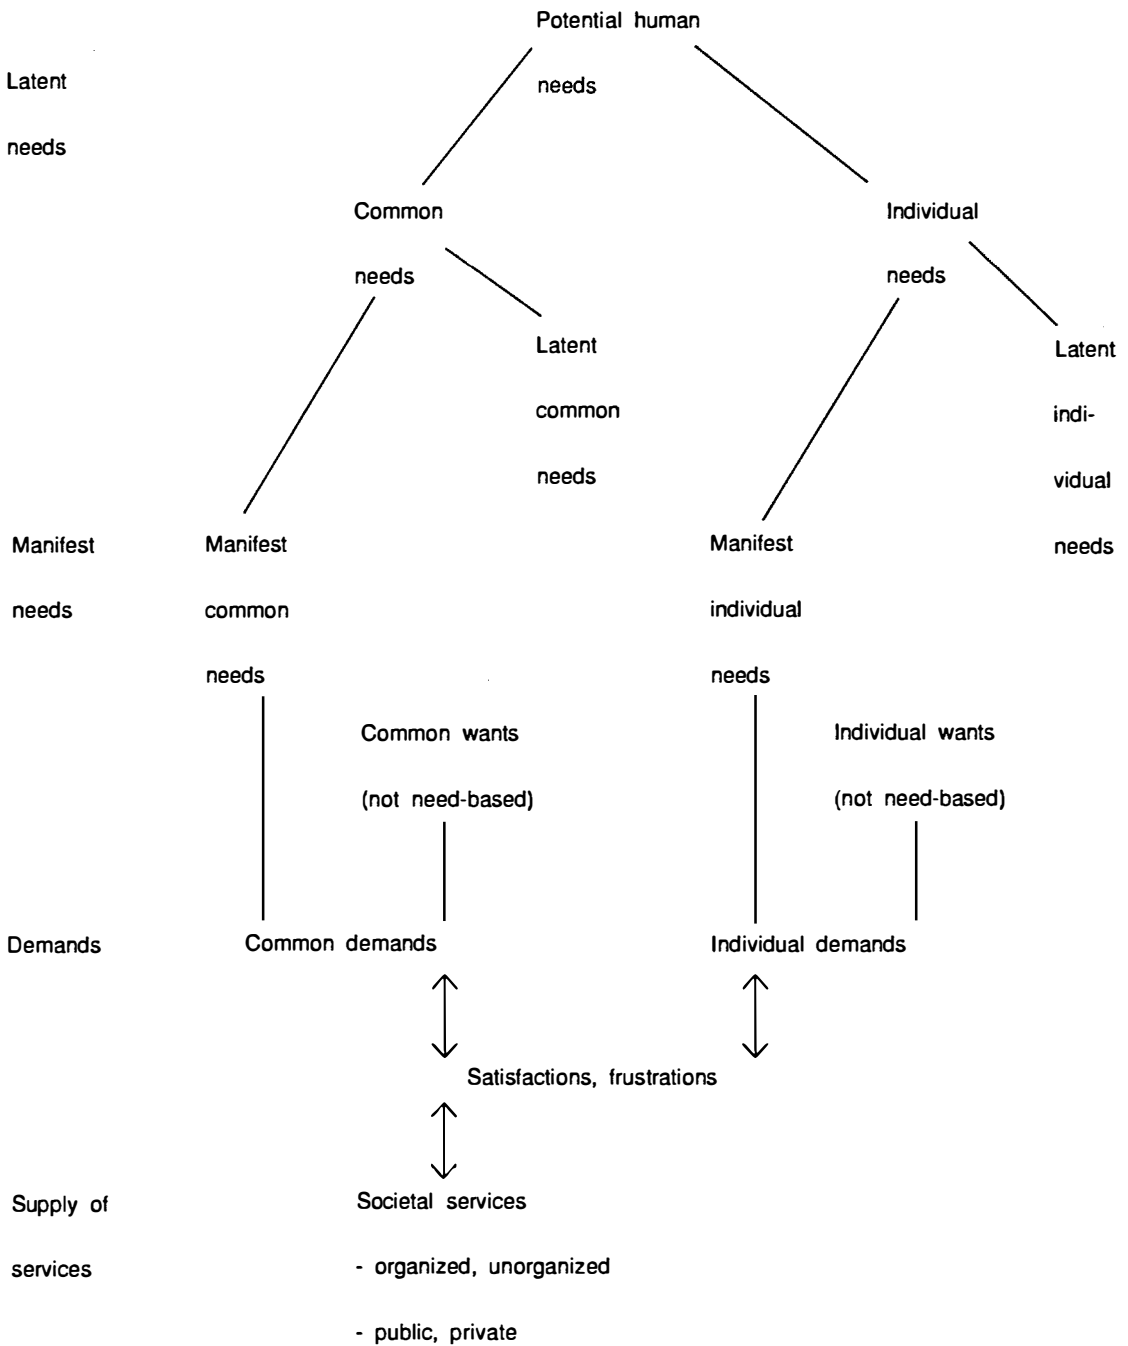 Potential human
needs
Latent
needs
Common
needs
Individual
needs
Latent
common
needs
Latent
indi-
vidual
needs
Manifest
needs
Manifest
common
needs
Manifest
individual
needs
Common wants
(not need-based)
Individual wants
(not need-based)
Demands
Common demands
Individual demands
Satisfactions, frustrations
Supply of
services
Societal services
- organized, unorganized
- public, private